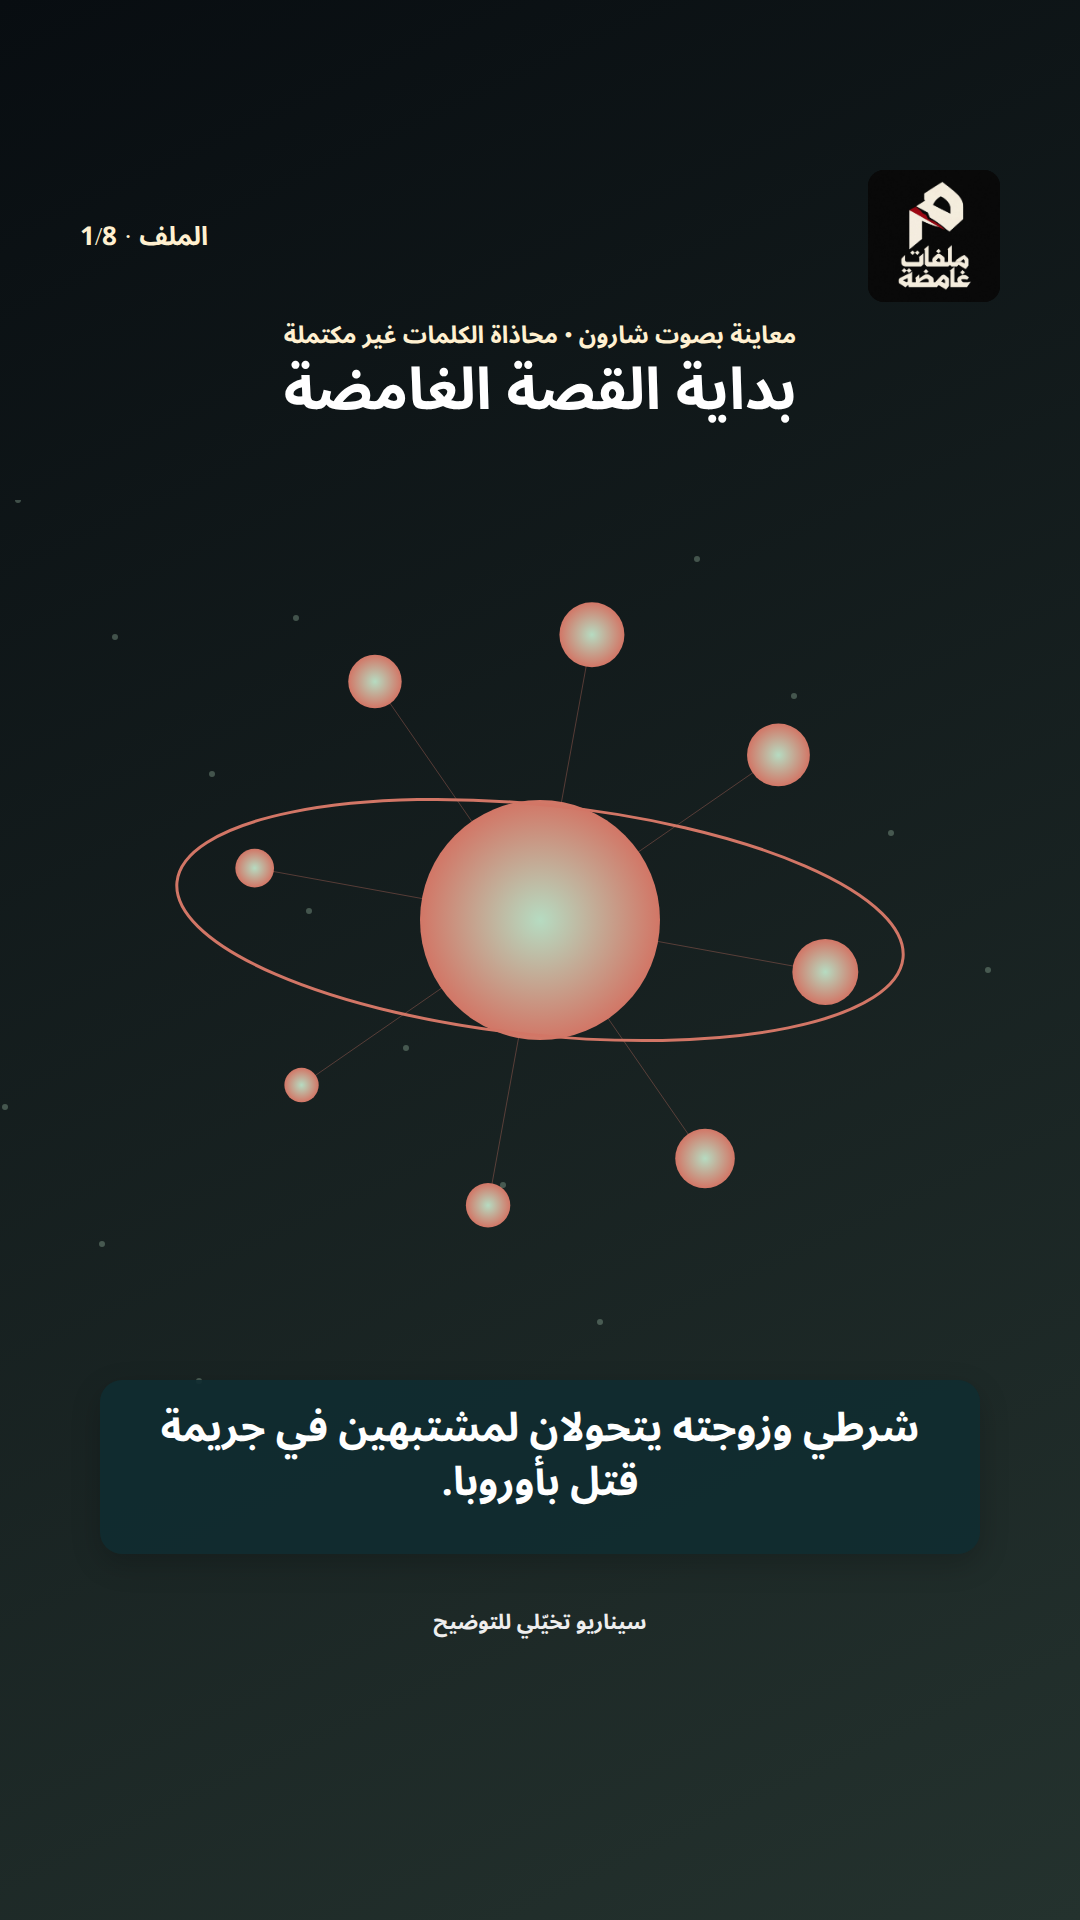 ملفات
غامضة
الملف · 1/8
معاينة بصوت شارون • محاذاة الكلمات غير مكتملة
بداية القصة الغامضة
شرطي وزوجته يتحولان لمشتبهين في جريمة
قتل بأوروبا.
سيناريو تخيّلي للتوضيح